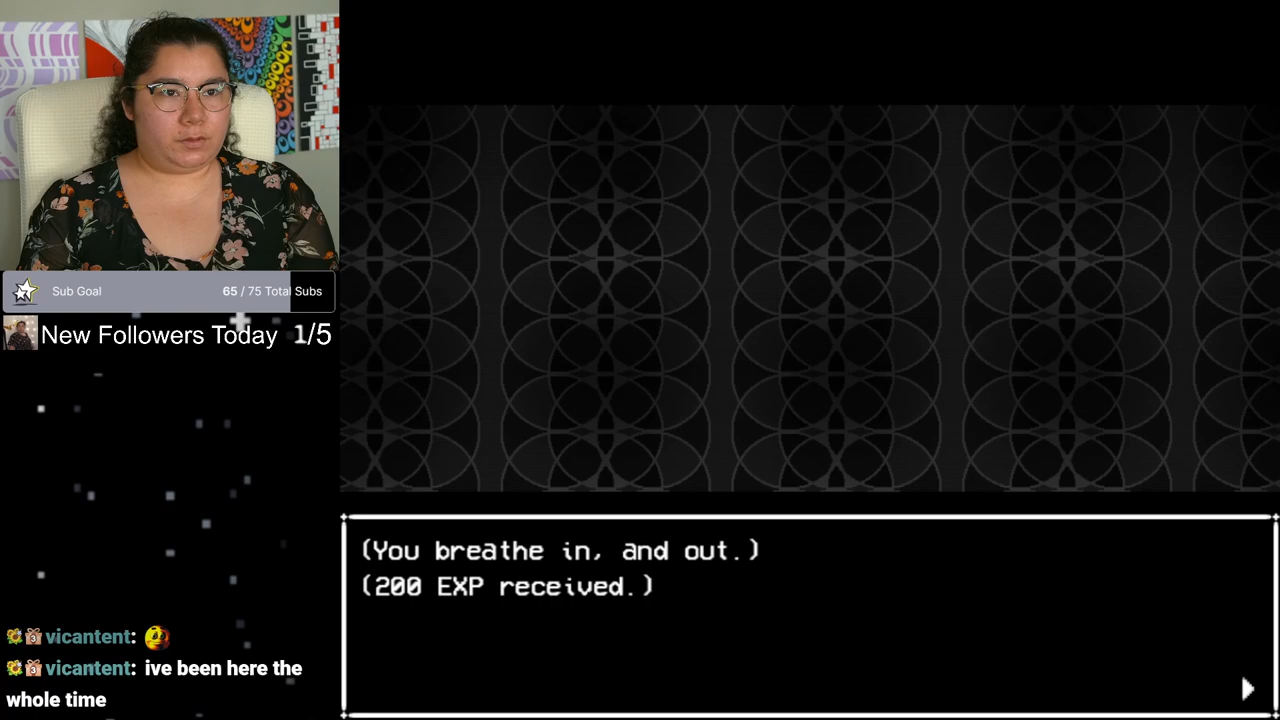 Sub Goal
65 / 75 Total Subs
New Followers Today 1/5
(You breathe in, and out.)
(200 EXP received.)
vicantent:
vicantent: ive been here the
whole time